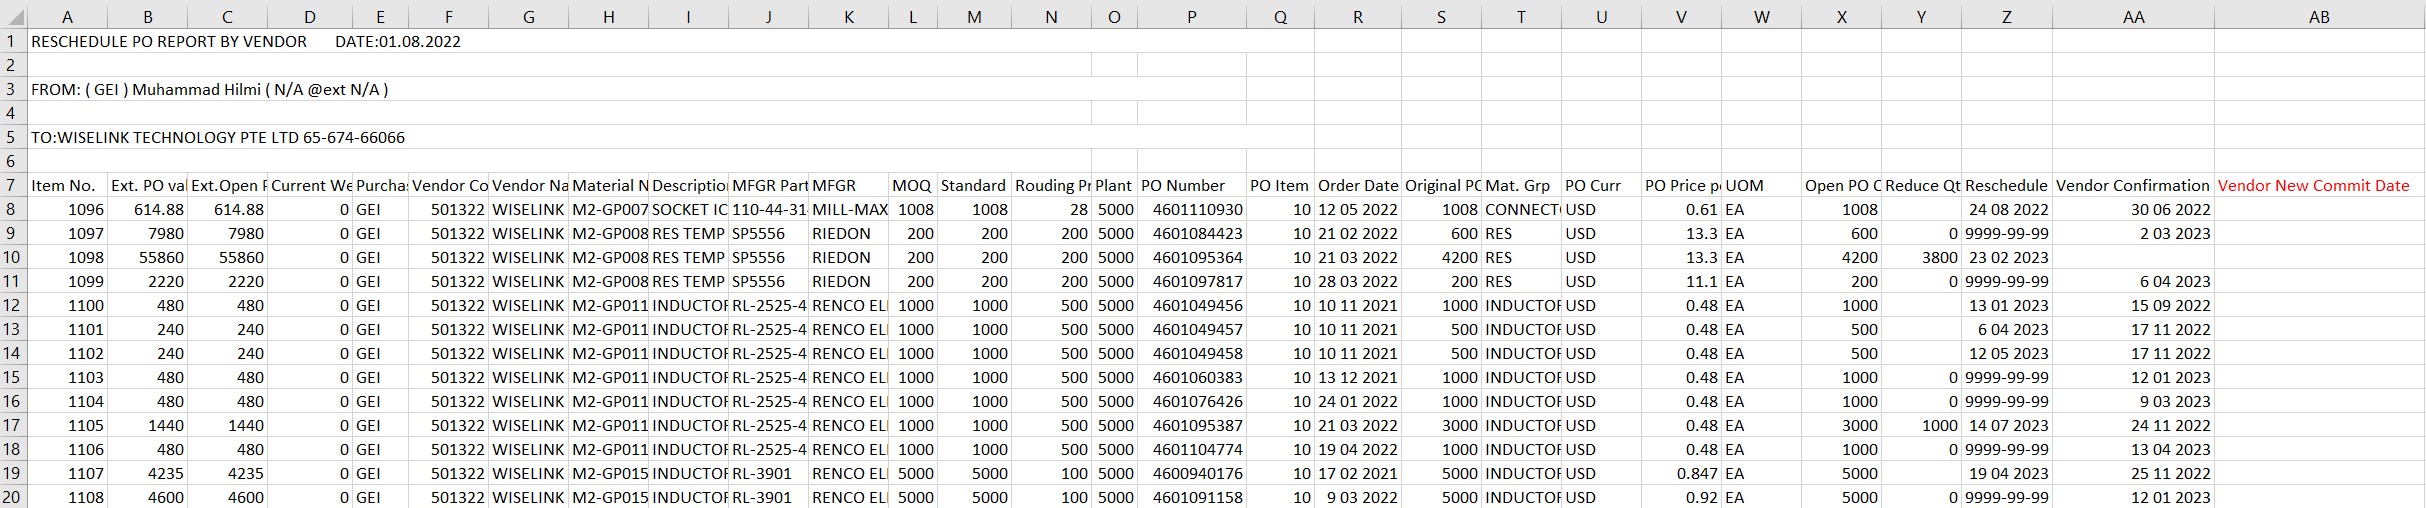 A B C D E F G H I J K L M N O P Q R S T U V W X Y Z AA AB
1 RESCHEDULE PO REPORT BY VENDOR DATE:01.08.2022
2
3 FROM: ( GEI ) Muhammad Hilmi ( N/A @ext N/A )
4
5 TO:WISELINK TECHNOLOGY PTE LTD 65-674-66066
6
7 Item No. Ext. PO val Ext.Open P Current We Purchas Vendor Co Vendor Na Material N Description MFGR Part MFGR MOQ Standard Rouding Pr Plant PO Number PO Item Order Date Original PO Mat. Grp PO Curr PO Price pe UOM Open PO Q Reduce Qt Reschedule Vendor Confirmation Vendor New Commit Date
8 1096 614.88 614.88 0 GEI 501322 WISELINK M2-GP007 SOCKET IC 110-44-31 MILL-MAX 1008 1008 28 5000 4601110930 10 12 05 2022 1008 CONNECT USD 0.61 EA 1008 24 08 2022 30 06 2022
9 1097 7980 7980 0 GEI 501322 WISELINK M2-GP008 RES TEMP SP5556 RIEDON 200 200 200 5000 4601084423 10 21 02 2022 600 RES USD 13.3 EA 600 0 9999-99-99 2 03 2023
10 1098 55860 55860 0 GEI 501322 WISELINK M2-GP008 RES TEMP SP5556 RIEDON 200 200 200 5000 4601095364 10 21 03 2022 4200 RES USD 13.3 EA 4200 3800 23 02 2023
11 1099 2220 2220 0 GEI 501322 WISELINK M2-GP008 RES TEMP SP5556 RIEDON 200 200 200 5000 4601097817 10 28 03 2022 200 RES USD 11.1 EA 200 0 9999-99-99 6 04 2023
12 1100 480 480 0 GEI 501322 WISELINK M2-GP011 INDUCTOR RL-2525-4 RENCO EL 1000 1000 500 5000 4601049456 10 10 11 2021 1000 INDUCTOR USD 0.48 EA 1000 13 01 2023 15 09 2022
13 1101 240 240 0 GEI 501322 WISELINK M2-GP011 INDUCTOR RL-2525-4 RENCO EL 1000 1000 500 5000 4601049457 10 10 11 2021 500 INDUCTOR USD 0.48 EA 500 6 04 2023 17 11 2022
14 1102 240 240 0 GEI 501322 WISELINK M2-GP011 INDUCTOR RL-2525-4 RENCO EL 1000 1000 500 5000 4601049458 10 10 11 2021 500 INDUCTOR USD 0.48 EA 500 12 05 2023 17 11 2022
15 1103 480 480 0 GEI 501322 WISELINK M2-GP011 INDUCTOR RL-2525-4 RENCO EL 1000 1000 500 5000 4601060383 10 13 12 2021 1000 INDUCTOR USD 0.48 EA 1000 0 9999-99-99 12 01 2023
16 1104 480 480 0 GEI 501322 WISELINK M2-GP011 INDUCTOR RL-2525-4 RENCO EL 1000 1000 500 5000 4601076426 10 24 01 2022 1000 INDUCTOR USD 0.48 EA 1000 0 9999-99-99 9 03 2023
17 1105 1440 1440 0 GEI 501322 WISELINK M2-GP011 INDUCTOR RL-2525-4 RENCO EL 1000 1000 500 5000 4601095387 10 21 03 2022 3000 INDUCTOR USD 0.48 EA 3000 1000 14 07 2023 24 11 2022
18 1106 480 480 0 GEI 501322 WISELINK M2-GP011 INDUCTOR RL-2525-4 RENCO EL 1000 1000 500 5000 4601104774 10 19 04 2022 1000 INDUCTOR USD 0.48 EA 1000 0 9999-99-99 13 04 2023
19 1107 4235 4235 0 GEI 501322 WISELINK M2-GP015 INDUCTOR RL-3901 RENCO EL 5000 5000 100 5000 4600940176 10 17 02 2021 5000 INDUCTOR USD 0.847 EA 5000 19 04 2023 25 11 2022
20 1108 4600 4600 0 GEI 501322 WISELINK M2-GP015 INDUCTOR RL-3901 RENCO EL 5000 5000 100 5000 4601091158 10 9 03 2022 5000 INDUCTOR USD 0.92 EA 5000 0 9999-99-99 12 01 2023